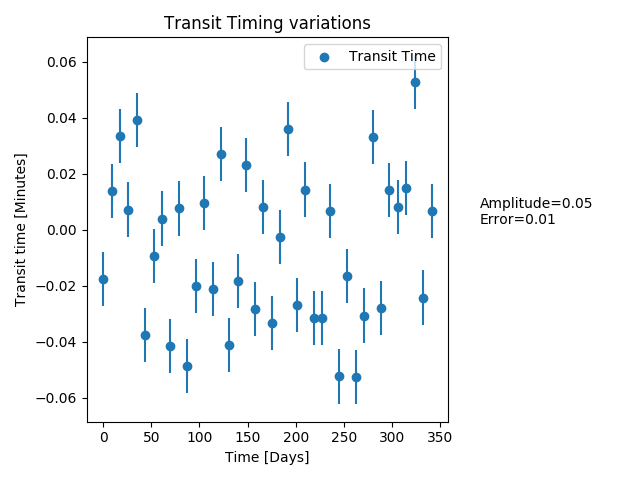 Transit Timing variations
Transit Time
0.06
0.04
0.02
0.00
−0.02
−0.04
−0.06
Transit time [Minutes]
0 50 100 150 200 250 300 350
Time [Days]
Amplitude=0.05
Error=0.01